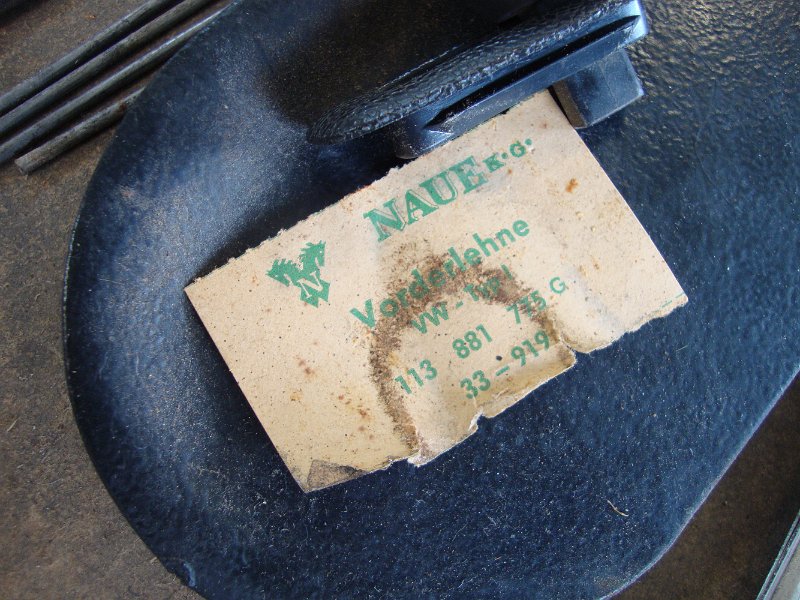 NAUE K.G.
N
Vorderlehne
VW-Typ I
113 881 775 G
33-919